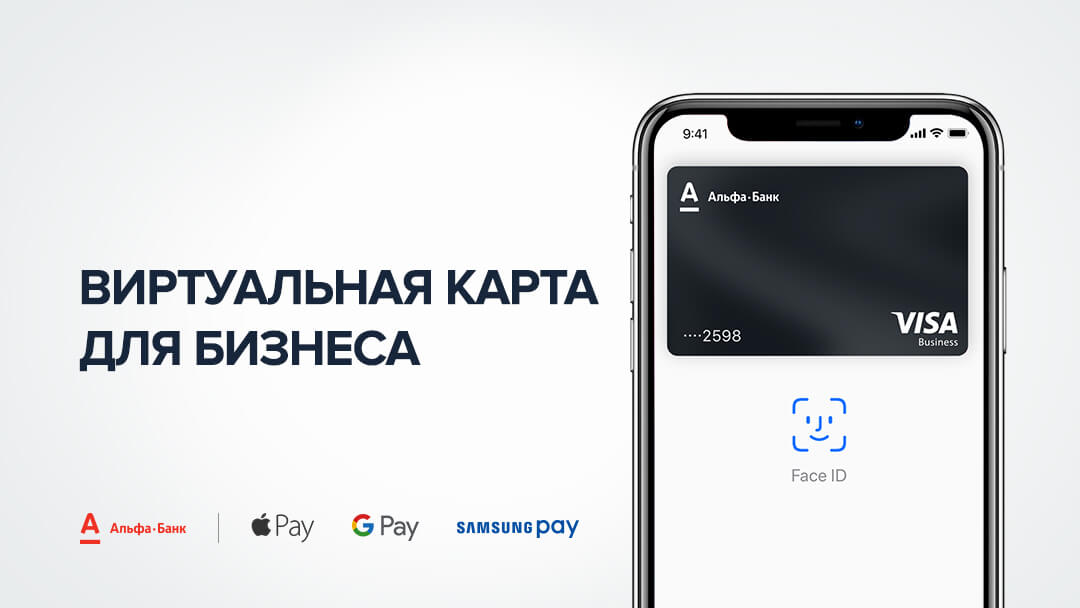 ВИРТУАЛЬНАЯ КАРТА
ДЛЯ БИЗНЕСА
А Альфа·Банк
Pay
G Pay
SAMSUNG pay
9:41
А Альфа·Банк
····2598
VISA
Business
Face ID